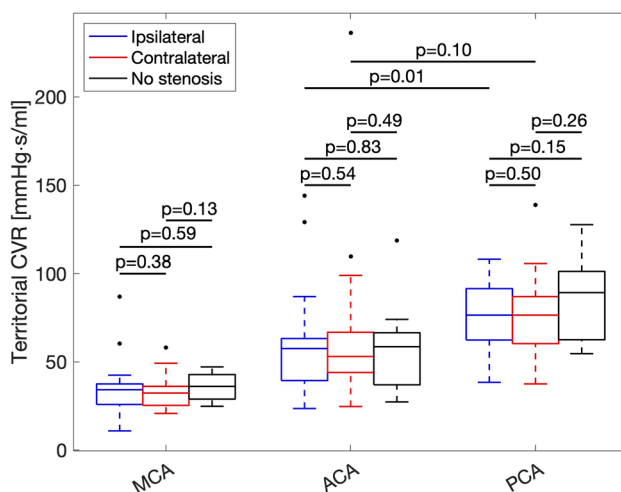 Ipsilateral
Contralateral
No stenosis
p=0.10
p=0.01
p=0.49
p=0.83
p=0.54
p=0.26
p=0.15
p=0.50
p=0.13
p=0.59
p=0.38
Territorial CVR [mmHg·s/ml]
200
150
100
50
0
MCA
ACA
PCA